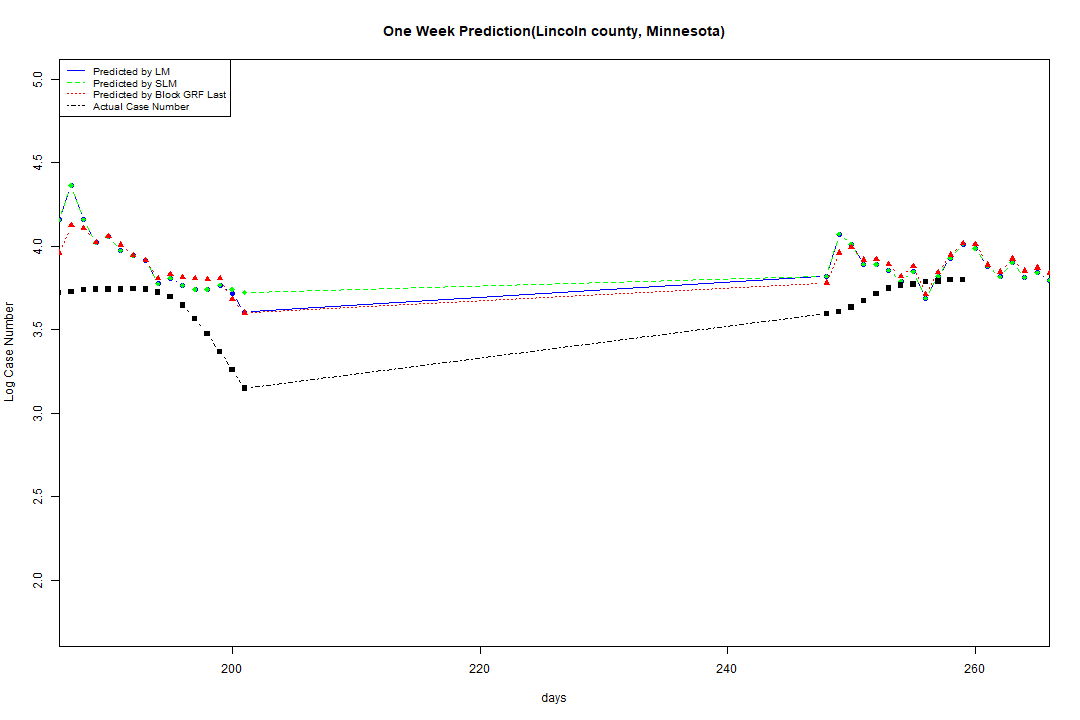 One Week Prediction(Lincoln county, Minnesota)
Predicted by LM
Predicted by SLM
Predicted by Block GRF Last
Actual Case Number
5.0
4.5
4.0
3.5
3.0
2.5
2.0
Log Case Number
200 220 240 260
days